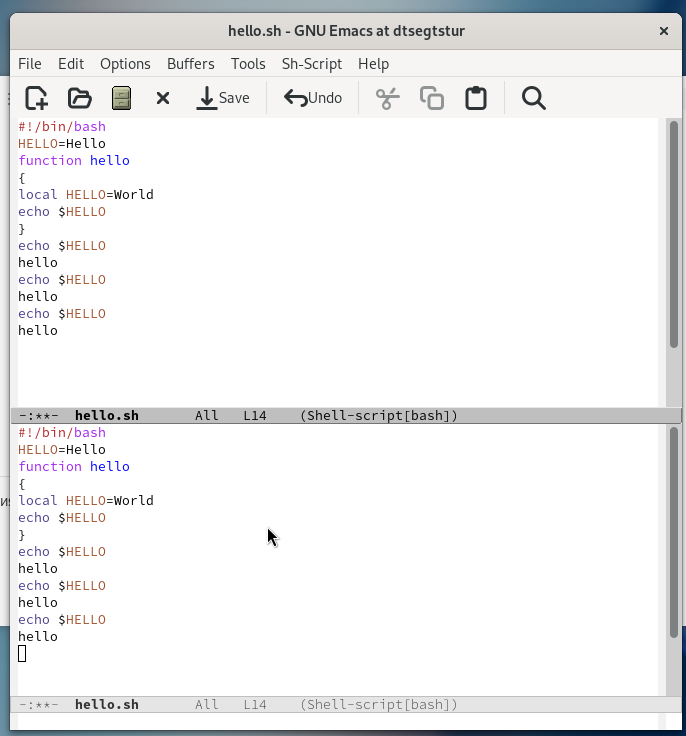 hello.sh - GNU Emacs at dtsegtstur
File Edit Options Buffers Tools Sh-Script Help
Save Undo
#!/bin/bash
HELLO=Hello
function hello
{
local HELLO=World
echo $HELLO
}
echo $HELLO
hello
echo $HELLO
hello
echo $HELLO
hello
-:**- hello.sh All L14 (Shell-script[bash])
#!/bin/bash
HELLO=Hello
function hello
{
local HELLO=World
echo $HELLO
}
echo $HELLO
hello
echo $HELLO
hello
echo $HELLO
hello
-:**- hello.sh All L14 (Shell-script[bash])